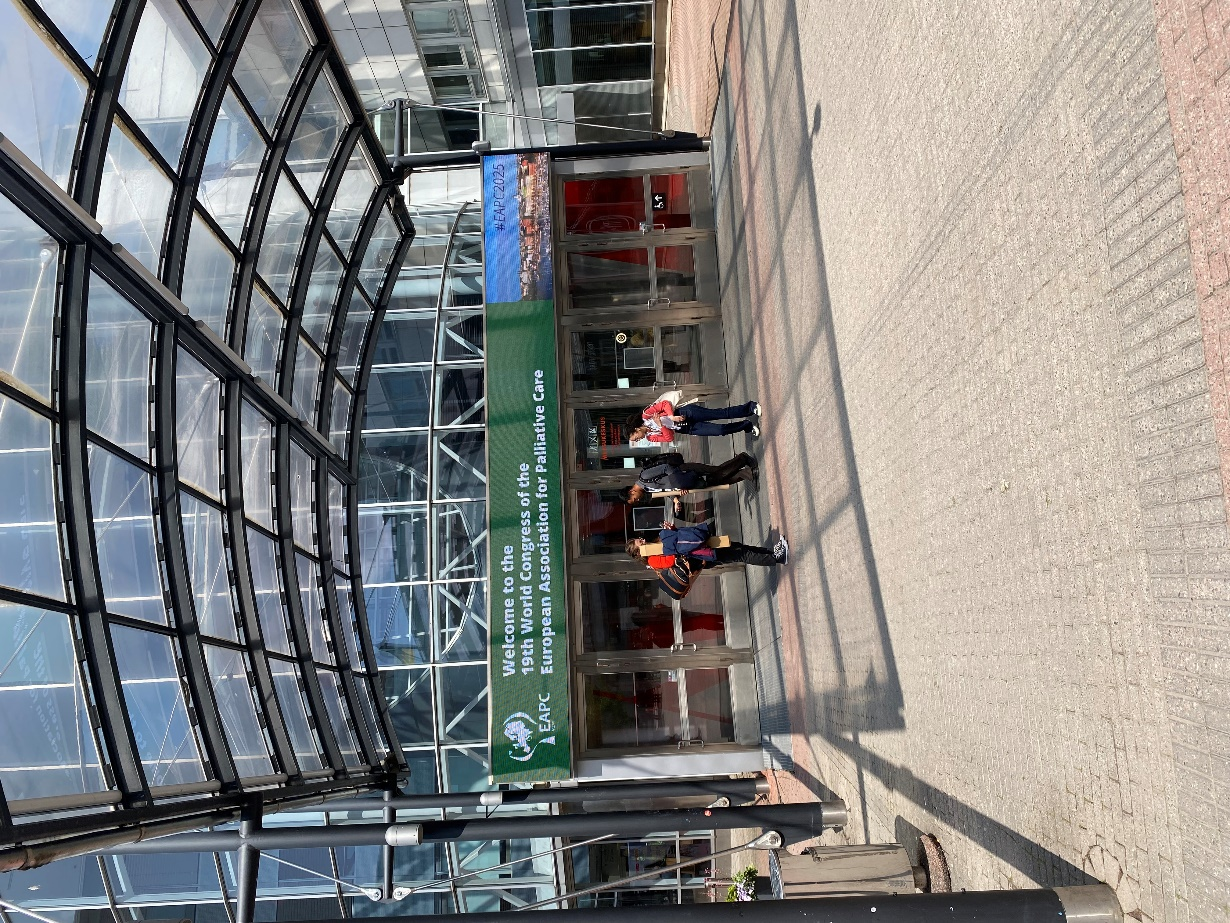 Welcome to the
19th World Congress of the
European Association for Palliative Care
EAPC
#EAPC2025